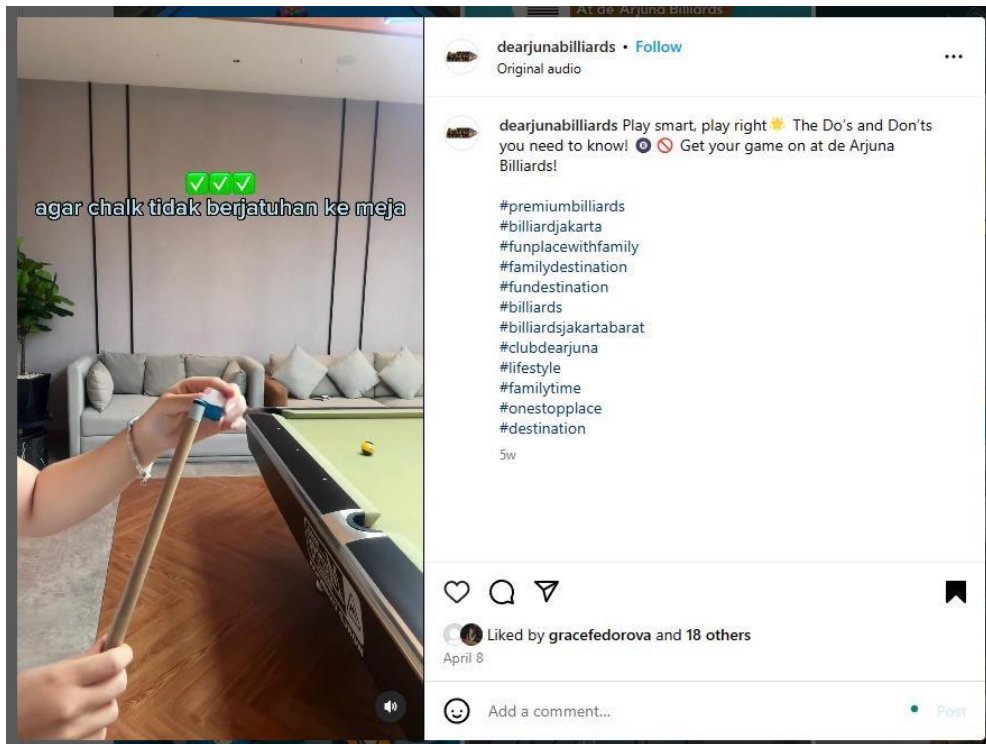 At de Arjuna Billiards
✅✅✅
agar chalk tidak berjatuhan ke meja
dearjunabilliards • Follow
Original audio
dearjunabilliards Play smart, play right🌟 The Do's and Don'ts
you need to know! 🎱 🚫 Get your game on at de Arjuna
Billiards!
#premiumbilliards
#billiardjakarta
#funplacewithfamily
#familydestination
#fundestination
#billiards
#billiardsjakartabarat
#clubdearjuna
#lifestyle
#familytime
#onestopplace
#destination
5w
Liked by gracefedorova and 18 others
April 8
Add a comment...
Post